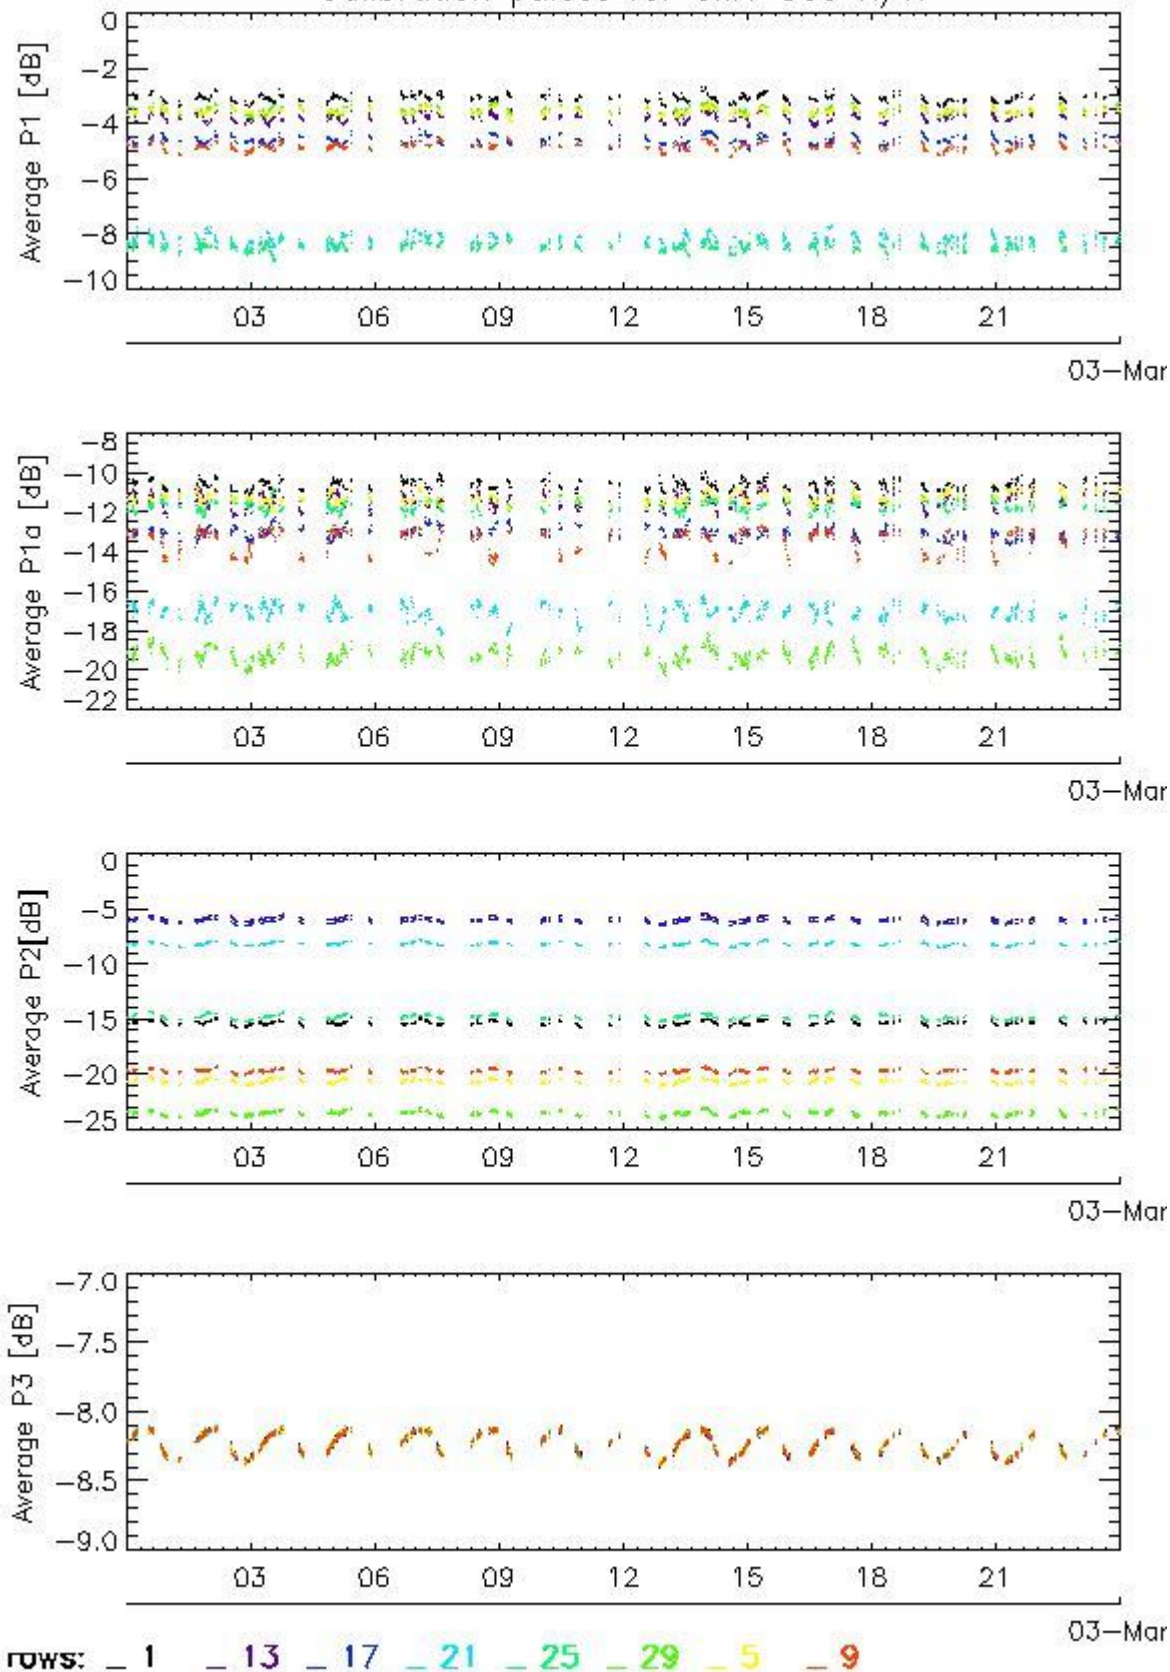 0
-2
-4
-6
-8
-10
Average P1 [dB]
03 06 09 12 15 18 21
03-Mar
-8
-10
-12
-14
-16
-18
-20
-22
Average P1a [dB]
03 06 09 12 15 18 21
03-Mar
0
-5
-10
-15
-20
-25
Average P2[dB]
03 06 09 12 15 18 21
03-Mar
-7.0
-7.5
-8.0
-8.5
-9.0
Average P3 [dB]
03 06 09 12 15 18 21
03-Mar
rows: _ 1 _ 13 _ 17 _ 21 _ 25 _ 29 _ 5 _ 9